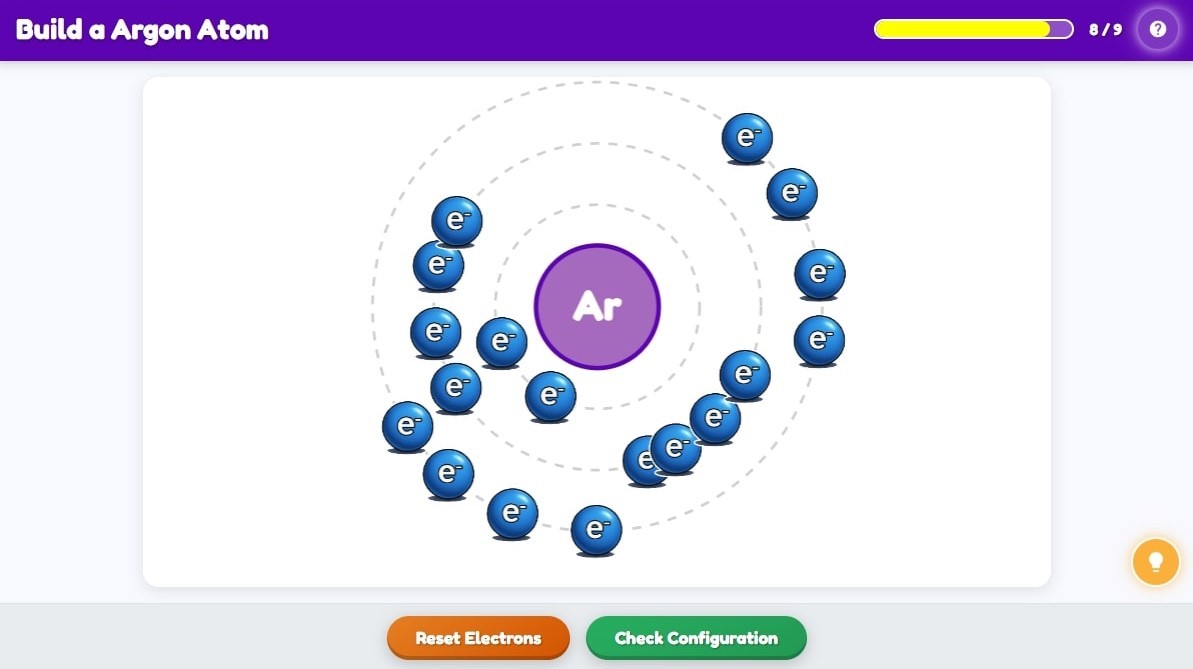 Build a Argon Atom
8 / 9
?
e-
e-
e-
e-
e-
e-
Ar
e-
e-
e-
e-
e-
e-
e-
e-
e-
e
e-
e-
Reset Electrons
Check Configuration